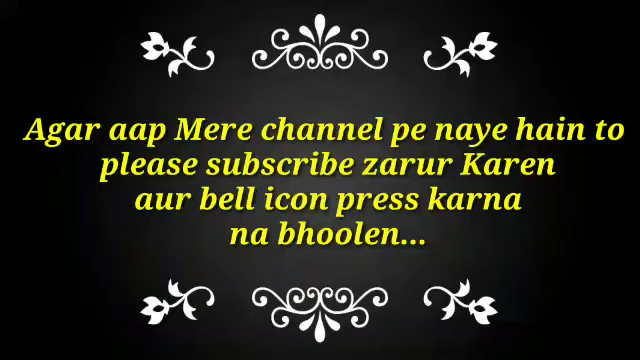 Agar aap Mere channel pe naye hain to
please subscribe zarur Karen
aur bell icon press karna
na bhoolen...